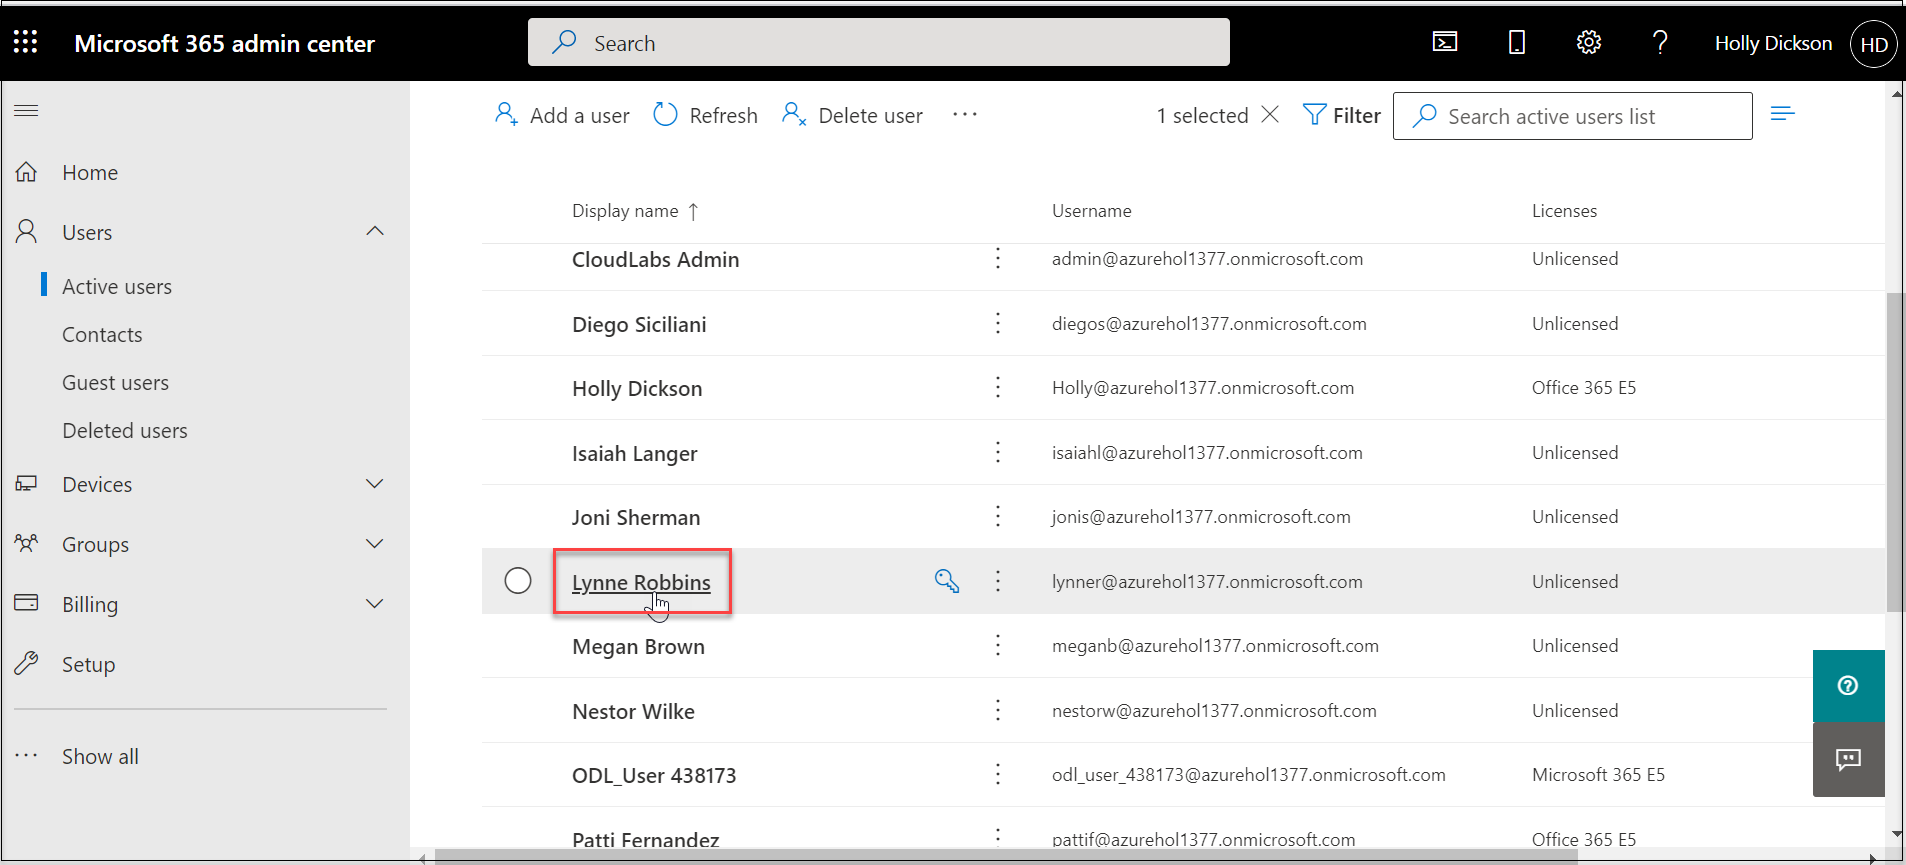 Microsoft 365 admin center
Search
Holly Dickson
HD
Add a user
Refresh
Delete user
1 selected
Filter
Search active users list
Home
Users
Active users
Contacts
Guest users
Deleted users
Devices
Groups
Billing
Setup
Show all
Display name ↑ Username Licenses
CloudLabs Admin admin@azurehol1377.onmicrosoft.com Unlicensed
Diego Siciliani diegos@azurehol1377.onmicrosoft.com Unlicensed
Holly Dickson Holly@azurehol1377.onmicrosoft.com Office 365 E5
Isaiah Langer isaiahl@azurehol1377.onmicrosoft.com Unlicensed
Joni Sherman jonis@azurehol1377.onmicrosoft.com Unlicensed
Lynne Robbins lynner@azurehol1377.onmicrosoft.com Unlicensed
Megan Brown meganb@azurehol1377.onmicrosoft.com Unlicensed
Nestor Wilke nestorw@azurehol1377.onmicrosoft.com Unlicensed
ODL_User 438173 odl_user_438173@azurehol1377.onmicrosoft.com Microsoft 365 E5
Patti Fernandez pattif@azurehol1377.onmicrosoft.com Office 365 E5